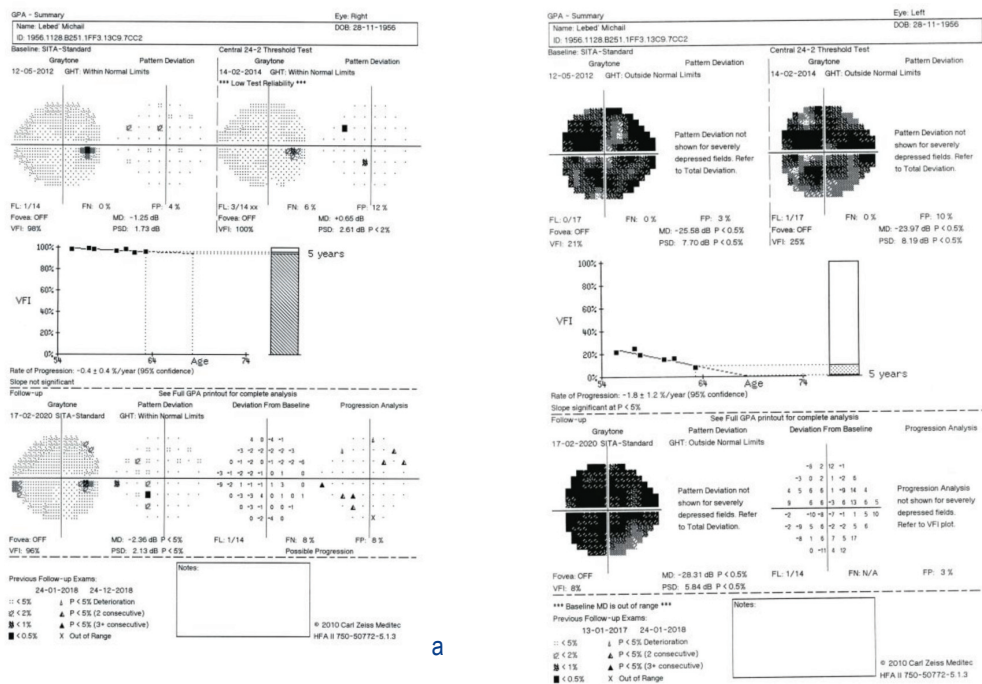 GPA - Summary Eye: Right
Name: Lebed' Michail DOB: 28-11-1956
ID: 1956.1128.B251.1FF3.13C9.7CC2
Baseline: SITA-Standard Central 24-2 Threshold Test
Graytone Pattern Deviation Graytone Pattern Deviation
12-05-2012 GHT: Within Normal Limits 14-02-2014 GHT: Within Normal Limits
*** Low Test Reliability ***
FL: 1/14 FN: 0 % FP: 4 % FL: 3/14 xx FN: 6 % FP: 12 %
Fovea: OFF MD: -1.25 dB Fovea: OFF MD: +0.65 dB
VFI: 98% PSD: 1.73 dB VFI: 100% PSD: 2.61 dB P < 2%
100%
80%
VFI 60%
40%
20%
0%
54 64 Age 74
5 years
Rate of Progression: -0.4 ± 0.4 %/year (95% confidence)
Slope not significant
Follow-up See Full GPA printout for complete analysis
Graytone Pattern Deviation Deviation From Baseline Progression Analysis
17-02-2020 SITA-Standard GHT: Within Normal Limits
Fovea: OFF MD: -2.36 dB P < 5% FL: 1/14 FN: 8 % FP: 8 %
VFI: 96% PSD: 2.13 dB P < 5% Possible Progression
Previous Follow-up Exams:
24-01-2018 24-12-2018
< 5% P < 5% Deterioration
< 2% P < 5% (2 consecutive)
< 1% P < 5% (3+ consecutive)
< 0.5% X Out of Range
Notes:
© 2010 Carl Zeiss Meditec
HFA II 750-50772-5.1.3
a
GPA - Summary Eye: Left
Name: Lebed' Michail DOB: 28-11-1956
ID: 1956.1128.B251.1FF3.13C9.7CC2
Baseline: SITA-Standard Central 24-2 Threshold Test
Graytone Pattern Deviation Graytone Pattern Deviation
12-05-2012 GHT: Outside Normal Limits 14-02-2014 GHT: Outside Normal Limits
Pattern Deviation not Pattern Deviation not
shown for severely shown for severely
depressed fields. Refer depressed fields. Refer
to Total Deviation. to Total Deviation.
FL: 0/17 FN: 0 % FP: 3 % FL: 1/17 FN: 0 % FP: 10 %
Fovea: OFF MD: -25.58 dB P < 0.5% Fovea: OFF MD: -23.97 dB P < 0.5%
VFI: 21% PSD: 7.70 dB P < 0.5% VFI: 25% PSD: 8.19 dB P < 0.5%
100%
80%
VFI 60%
40%
20%
0%
54 64 Age 74
5 years
Rate of Progression: -1.8 ± 1.2 %/year (95% confidence)
Slope significant at P < 5%
Follow-up See Full GPA printout for complete analysis
Graytone Pattern Deviation Deviation From Baseline Progression Analysis
17-02-2020 SITA-Standard GHT: Outside Normal Limits
Pattern Deviation not Progression Analysis
shown for severely not shown for severely
depressed fields. Refer depressed fields.
to Total Deviation. Refer to VFI plot.
Fovea: OFF MD: -28.31 dB P < 0.5% FL: 1/14 FN: N/A FP: 3 %
VFI: 8% PSD: 5.84 dB P < 0.5%
*** Baseline MD is out of range ***
Previous Follow-up Exams:
13-01-2017 24-01-2018
< 5% P < 5% Deterioration
< 2% P < 5% (2 consecutive)
< 1% P < 5% (3+ consecutive)
< 0.5% X Out of Range
Notes:
© 2010 Carl Zeiss Meditec
HFA II 750-50772-5.1.3